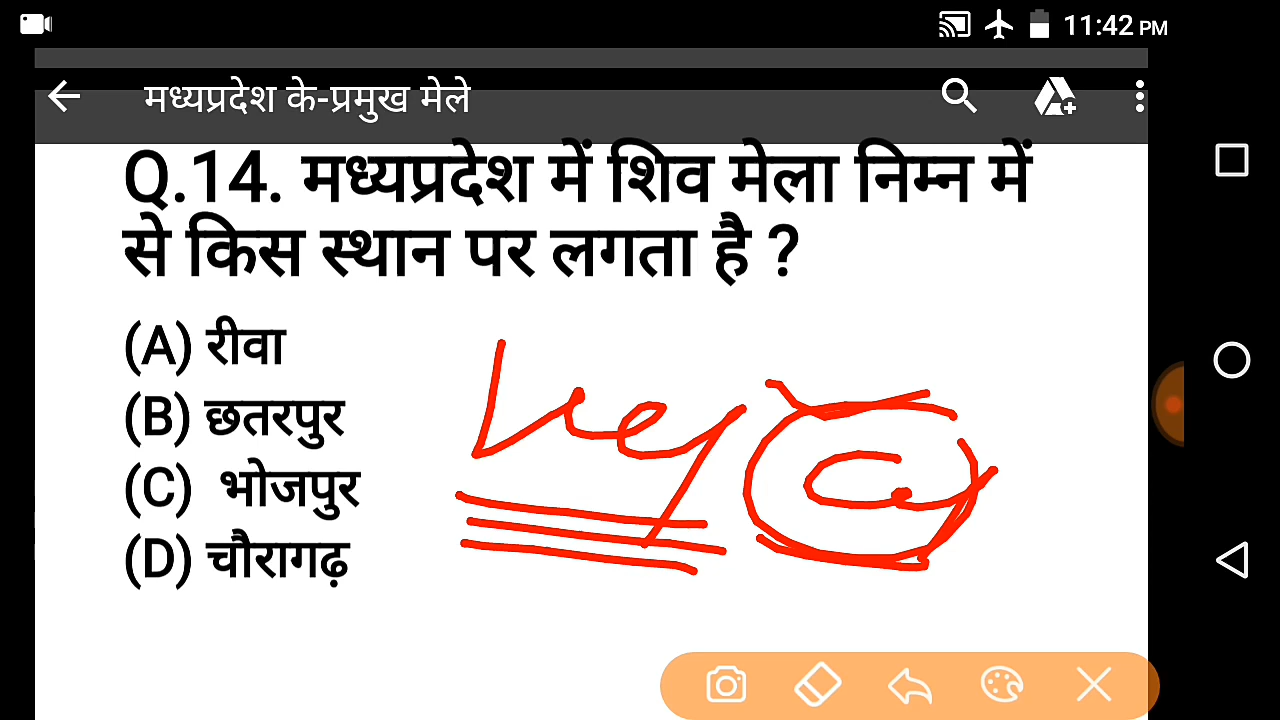 11:42 PM
मध्यप्रदेश के-प्रमुख मेले
Q.14. मध्यप्रदेश में शिव मेला निम्न में
से किस स्थान पर लगता है ?
(A) रीवा
(B) छतरपुर
(C) भोजपुर
(D) चौरागढ़